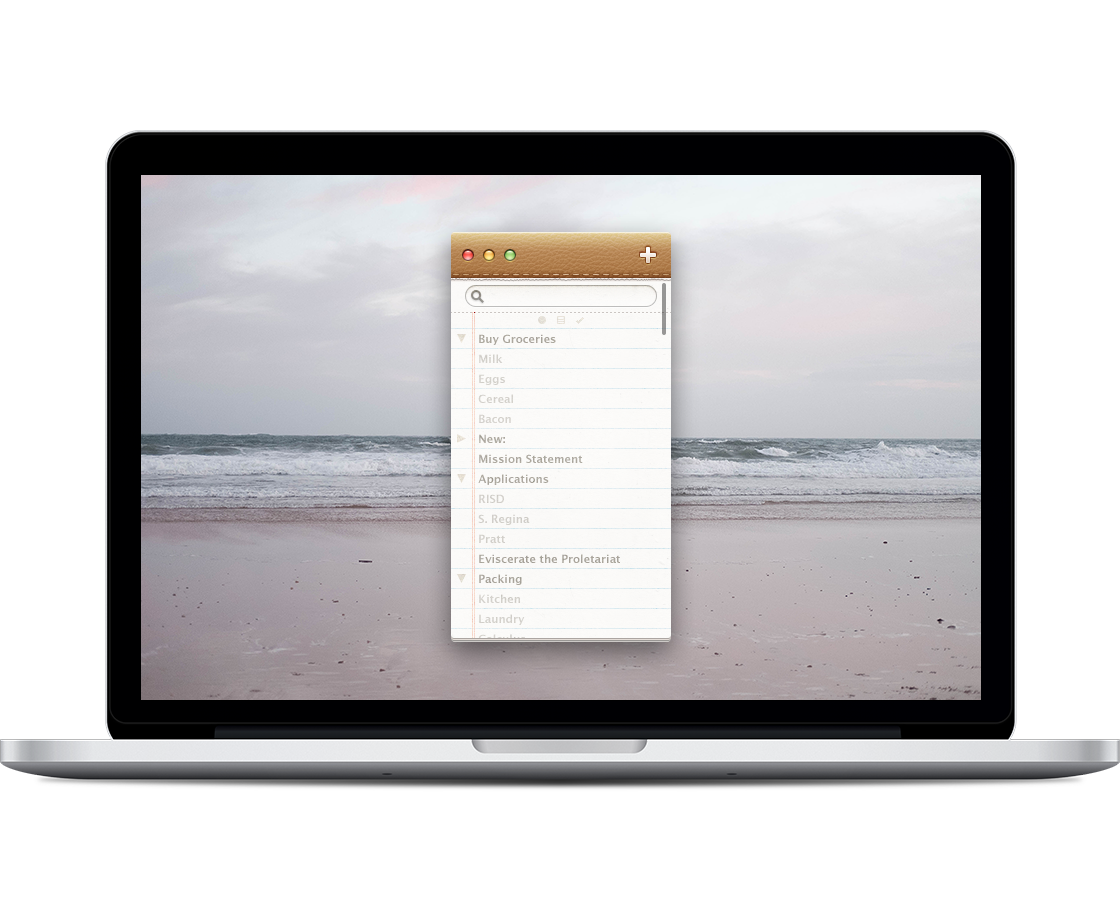 Buy Groceries
Milk
Eggs
Cereal
Bacon
New:
Mission Statement
Applications
RISD
S. Regina
Pratt
Eviscerate the Proletariat
Packing
Kitchen
Laundry